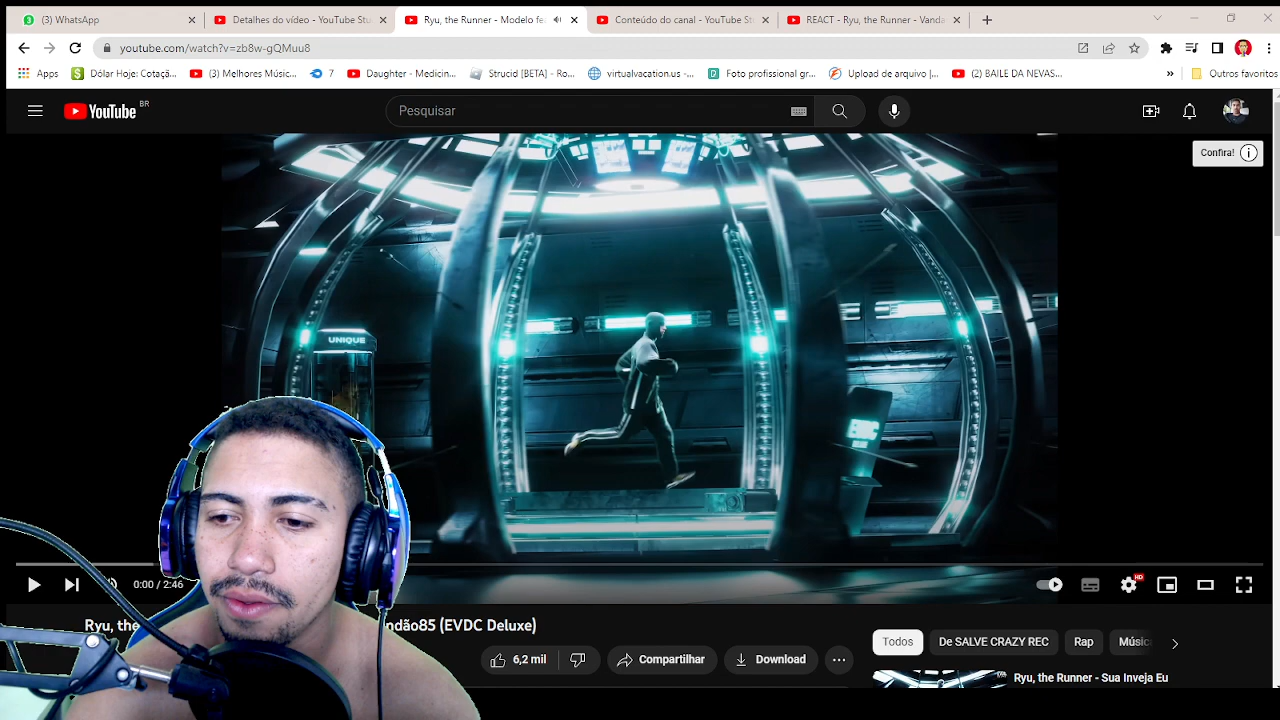 (3) WhatsApp
Detalhes do vídeo - YouTube Stu
Ryu, the Runner - Modelo fe
Conteúdo do canal - YouTube St
REACT - Ryu, the Runner - Vanda
youtube.com/watch?v=zb8w-gQMuu8
Apps
Dólar Hoje: Cotaçã...
(3) Melhores Músic...
7
Daughter - Medicin...
Strucid [BETA] - Ro...
virtualvacation.us -...
Foto profissional gr...
Upload de arquivo |...
(2) BAILE DA NEVAS...
»
Outros favoritos
YouTube BR
Pesquisar
Confira!
UNIQUE
0:00 / 2:46
HD
Ryu, the
ndão85 (EVDC Deluxe)
6,2 mil
Compartilhar
Download
Todos
De SALVE CRAZY REC
Rap
Músic
Ryu, the Runner - Sua Inveja Eu